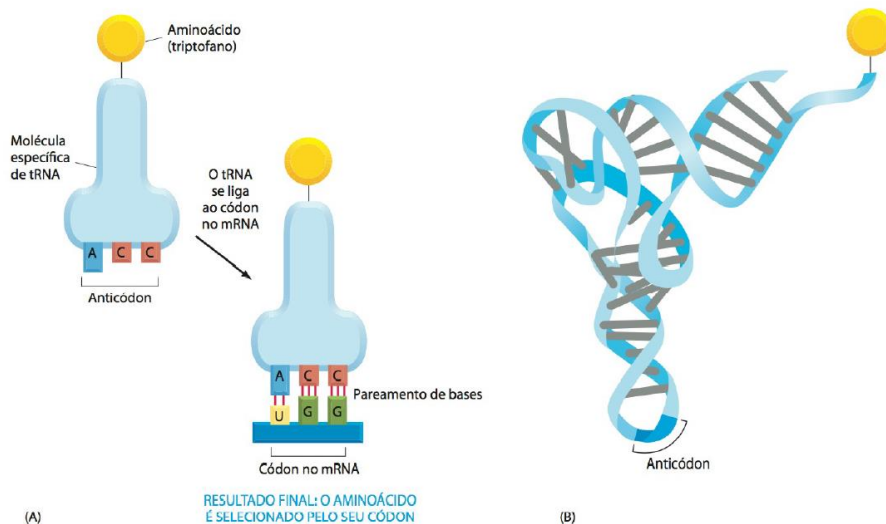 Aminoácido
(triptofano)
Molécula
específica
de tRNA
O tRNA
se liga
ao códon
no mRNA
A C C
Anticódon
A C C
Pareamento de bases
U G G
Códon no mRNA
RESULTADO FINAL: O AMINOÁCIDO
É SELECIONADO PELO SEU CÓDON
(A)
Anticódon
(B)